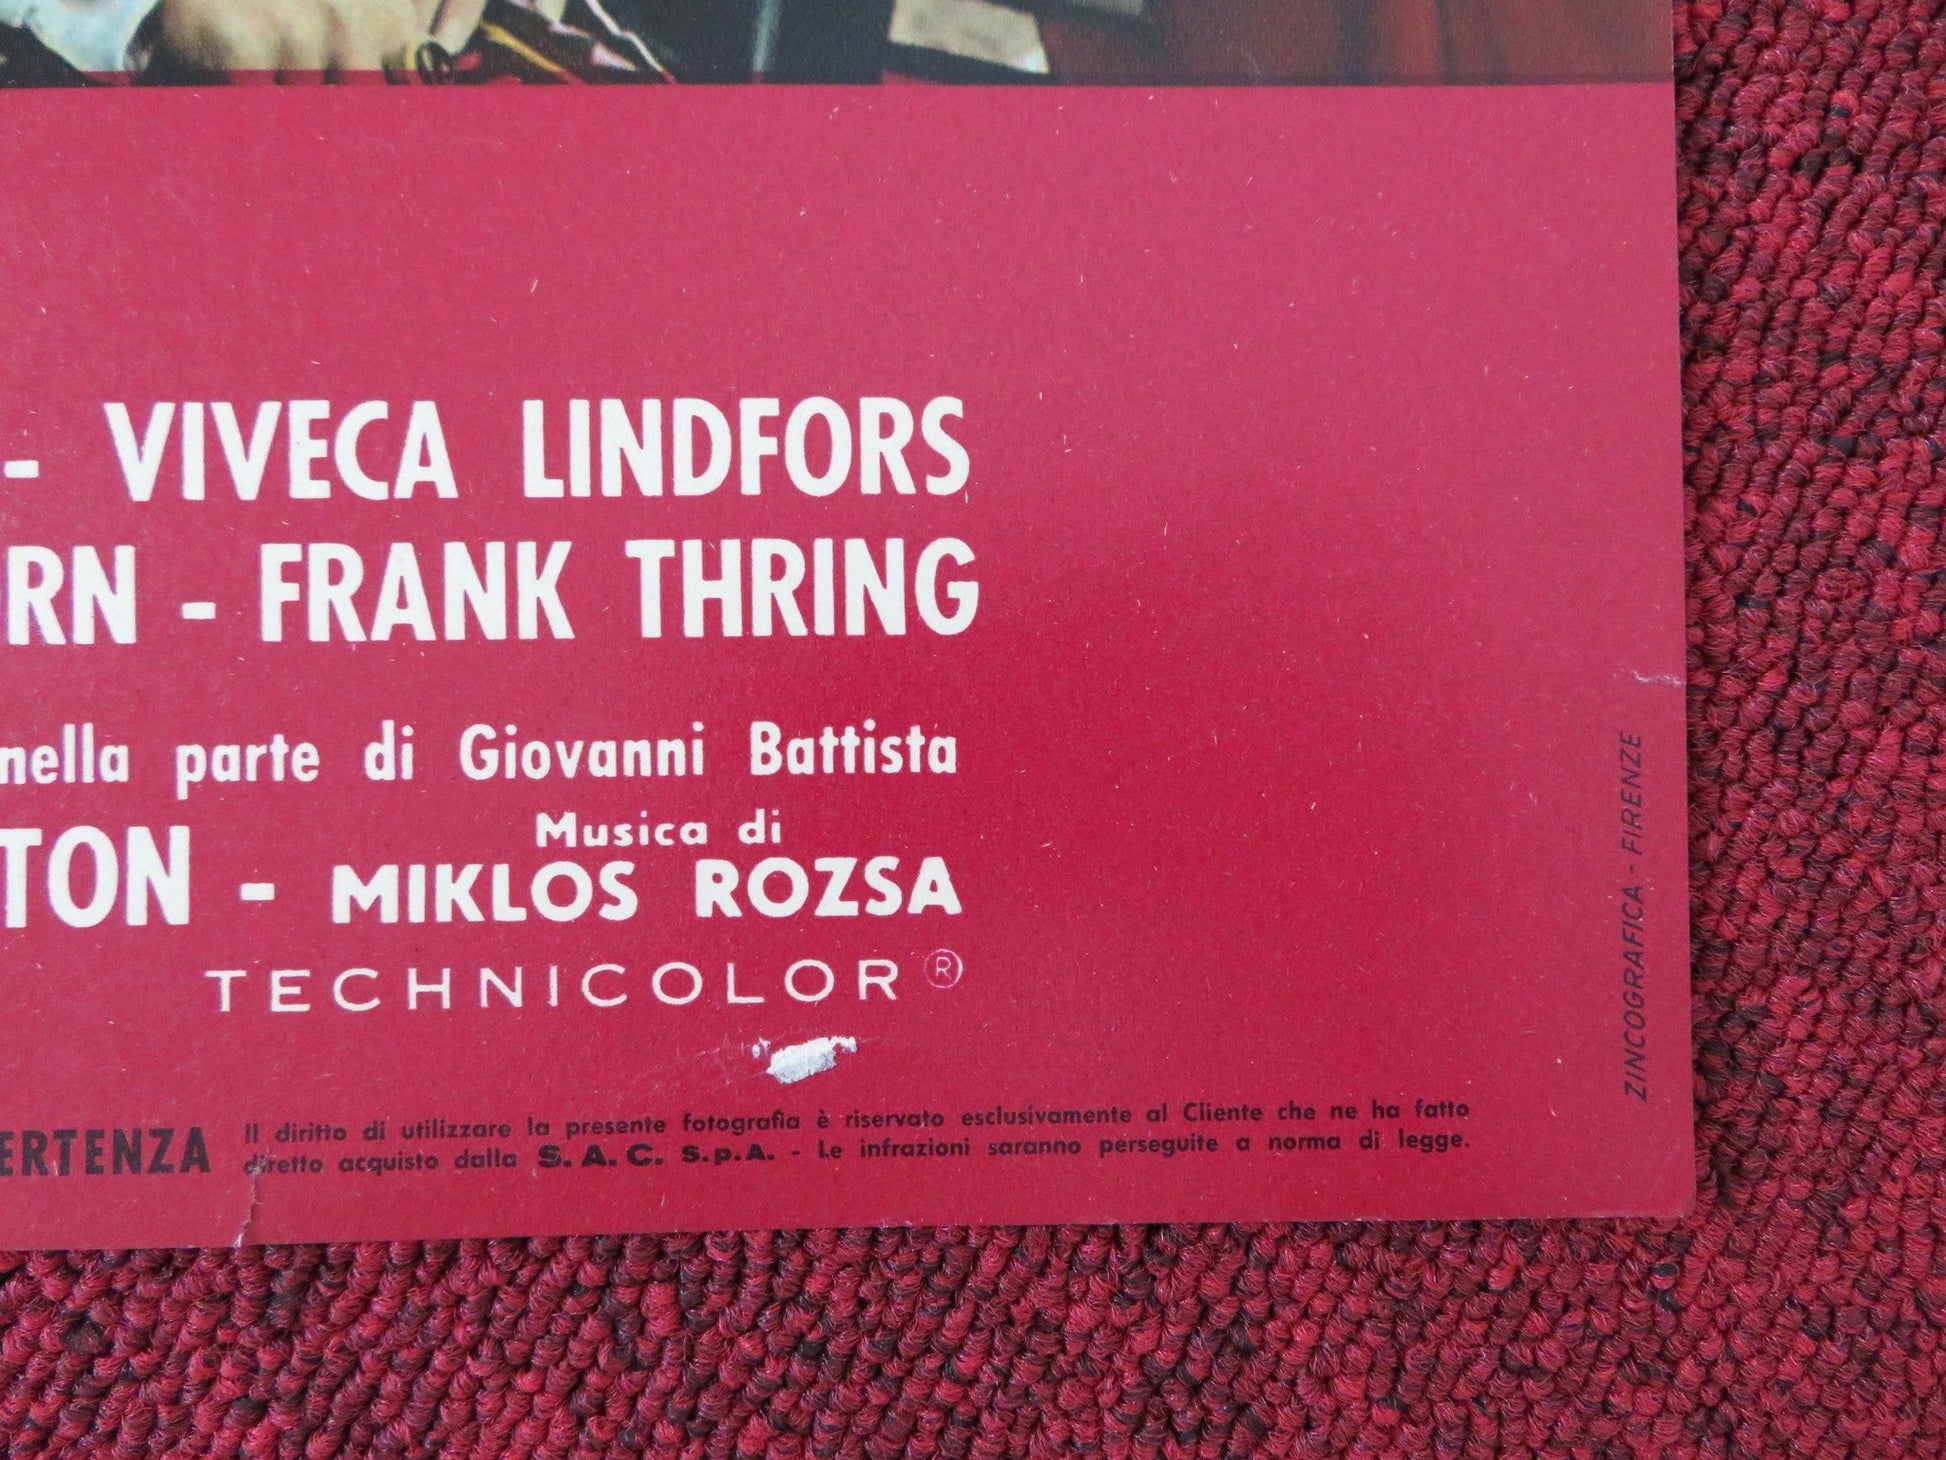 - VIVECA LINDFORS
RN - FRANK THRING
nella parte di Giovanni Battista
TON - Musica di
MIKLOS ROZSA
TECHNICOLOR ®
ERTENZA Il diritto di utilizzare la presente fotografia è riservato esclusivamente al Cliente che ne ha fatto
diretto acquisto dalla S.A.C. S.p.A. - Le infrazioni saranno perseguite a norma di legge.
ZINCOGRAFICA - FIRENZE